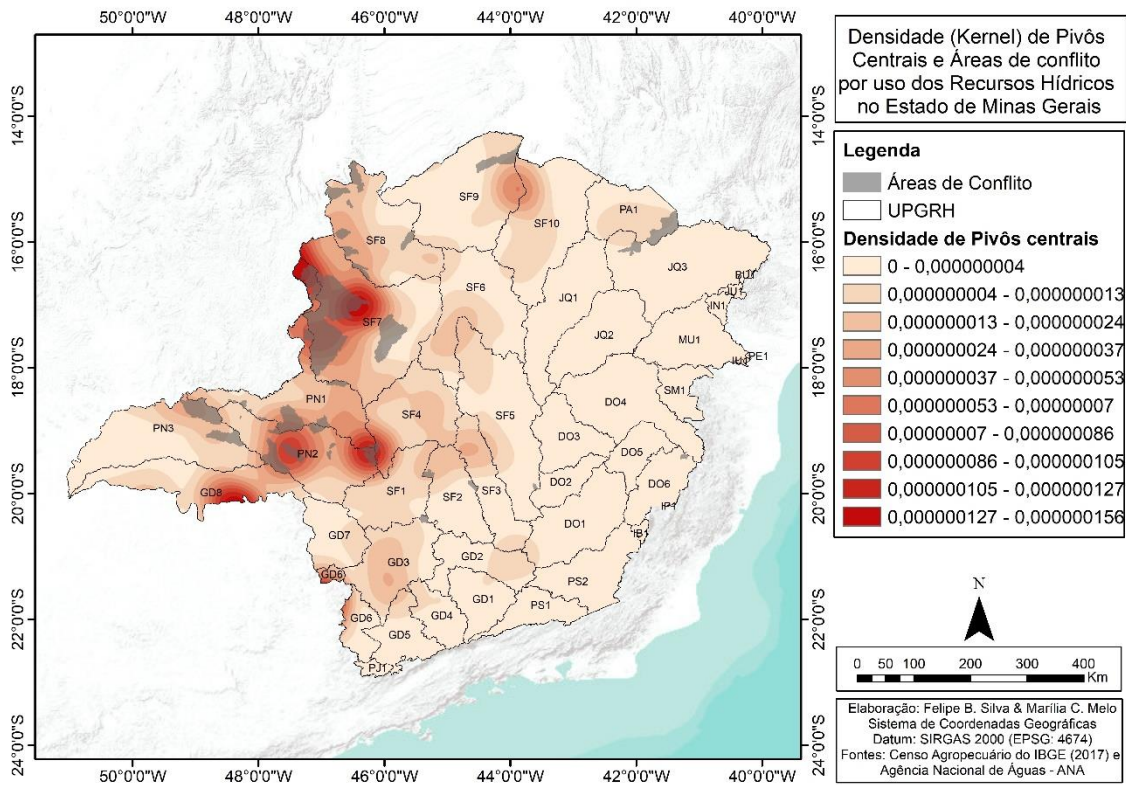 50°0'0"W 48°0'0"W 46°0'0"W 44°0'0"W 42°0'0"W 40°0'0"W
14°0'0"S
16°0'0"S
18°0'0"S
20°0'0"S
22°0'0"S
24°0'0"S
SF9
SF10
PA1
SF8
JQ3
BU1
JU1
IN1
SF6
JQ1
SF7
JQ2
MU1
PE1
IU1
SM1
PN1
SF4
SF5
DO4
PN3
DO3
PN2
DO5
GD8
SF1
SF2
SF3
DO2
DO6
IP1
DO1
IB1
GD7
GD2
GD3
GD6
PS2
GD1
PS1
GD6
GD4
GD5
PJ1
14°0'0"S
16°0'0"S
18°0'0"S
20°0'0"S
22°0'0"S
24°0'0"S
50°0'0"W 48°0'0"W 46°0'0"W 44°0'0"W 42°0'0"W 40°0'0"W
Densidade (Kernel) de Pivôs
Centrais e Áreas de conflito
por uso dos Recursos Hídricos
no Estado de Minas Gerais
Legenda
Áreas de Conflito
UPGRH
Densidade de Pivôs centrais
0 - 0,000000004
0,000000004 - 0,000000013
0,000000013 - 0,000000024
0,000000024 - 0,000000037
0,000000037 - 0,000000053
0,000000053 - 0,00000007
0,00000007 - 0,000000086
0,000000086 - 0,000000105
0,000000105 - 0,000000127
0,000000127 - 0,000000156
N
0 50 100 200 300 400
Km
Elaboração: Felipe B. Silva & Marília C. Melo
Sistema de Coordenadas Geográficas
Datum: SIRGAS 2000 (EPSG: 4674)
Fontes: Censo Agropecuário do IBGE (2017) e
Agência Nacional de Águas - ANA